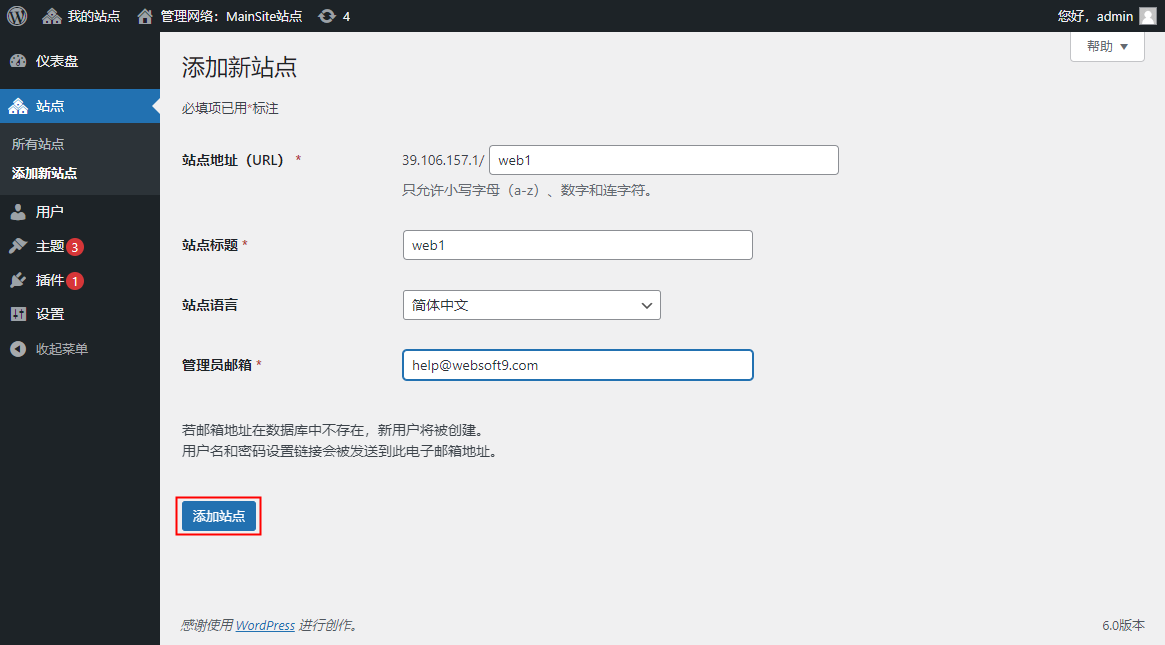 我的站点 管理网络：MainSite站点 4 您好，admin
仪表盘
站点
所有站点
添加新站点
用户
主题 3
插件 1
设置
收起菜单
帮助
添加新站点
必填项已用*标注
站点地址（URL） * 39.106.157.1/ web1
只允许小写字母（a-z）、数字和连字符。
站点标题 * web1
站点语言 简体中文
管理员邮箱 * help@websoft9.com
若邮箱地址在数据库中不存在，新用户将被创建。
用户名和密码设置链接会被发送到此电子邮箱地址。
添加站点
感谢使用 WordPress 进行创作。 6.0版本